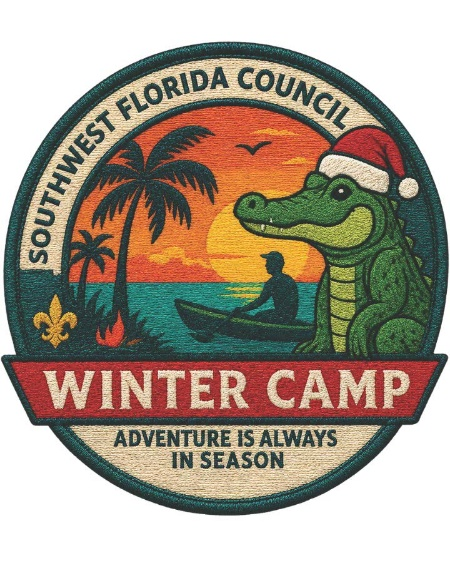 SOUTHWEST FLORIDA COUNCIL
WINTER CAMP
ADVENTURE IS ALWAYS
IN SEASON